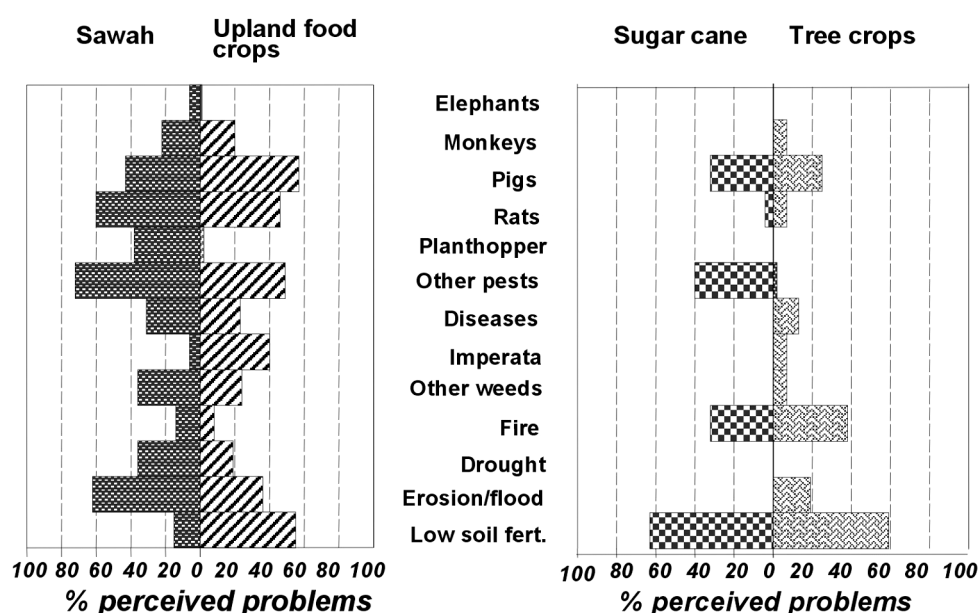 Sawah
Upland food
crops
Sugar cane
Tree crops
Elephants
Monkeys
Pigs
Rats
Planthopper
Other pests
Diseases
Imperata
Other weeds
Fire
Drought
Erosion/flood
Low soil fert.
100 80 60 40 20 0 20 40 60 80 100
% perceived problems
100 80 60 40 20 0 20 40 60 80 100
% perceived problems